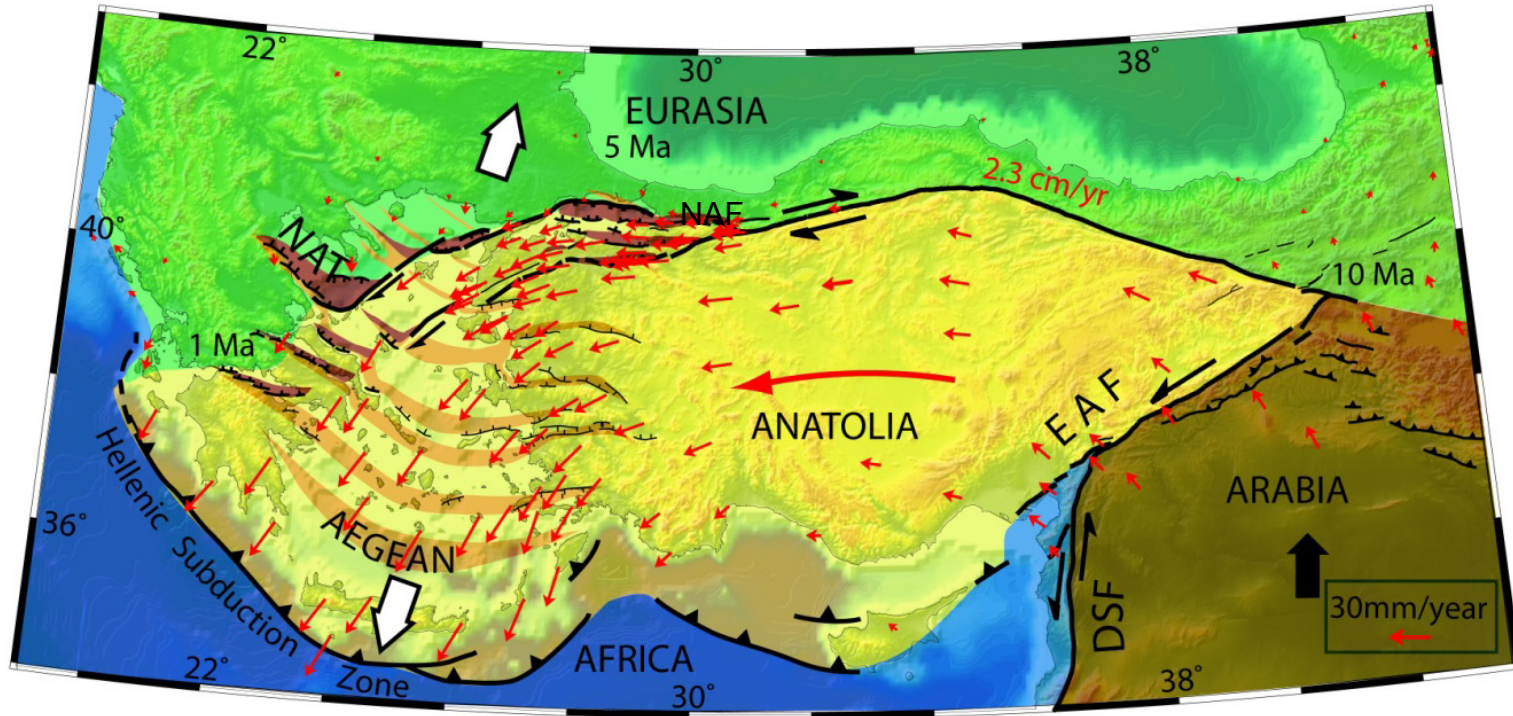 22°
30°
38°
EURASIA
5 Ma
2.3 cm/yr
40°
NAF
NAT
10 Ma
1 Ma
ANATOLIA
E A F
Hellenic Subduction Zone
ARABIA
36°
AEGEAN
DSF
30mm/year
AFRICA
22°
30°
38°